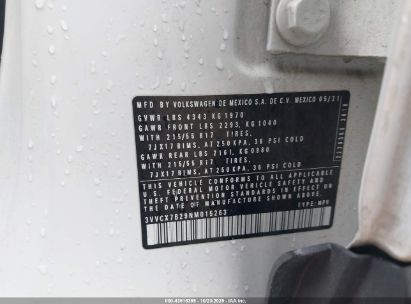 MFD BY VOLKSWAGEN DE MEXICO S.A. DE C.V. MEXICO 05/21
GVWR LBS 4343 KG 1970
GAWR FRONT LBS 2293, KG 1040
WITH 215/55 R17 TIRES,
7JX17 RIMS, AT 250 KPA, 36 PSI COLD
GAWR REAR LBS 2161, KG 0980
WITH 215/55 R17 TIRES,
7JX17 RIMS, AT 250 KPA, 36 PSI COLD
THIS VEHICLE CONFORMS TO ALL APPLICABLE
FEDERAL MOTOR VEHICLE SAFETY AND THEFT
PREVENTION STANDARDS IN EFFECT ON
THE DATE OF MANUFACTURE SHOWN ABOVE
3VVCX7B29NM015263 TYPE: MPV